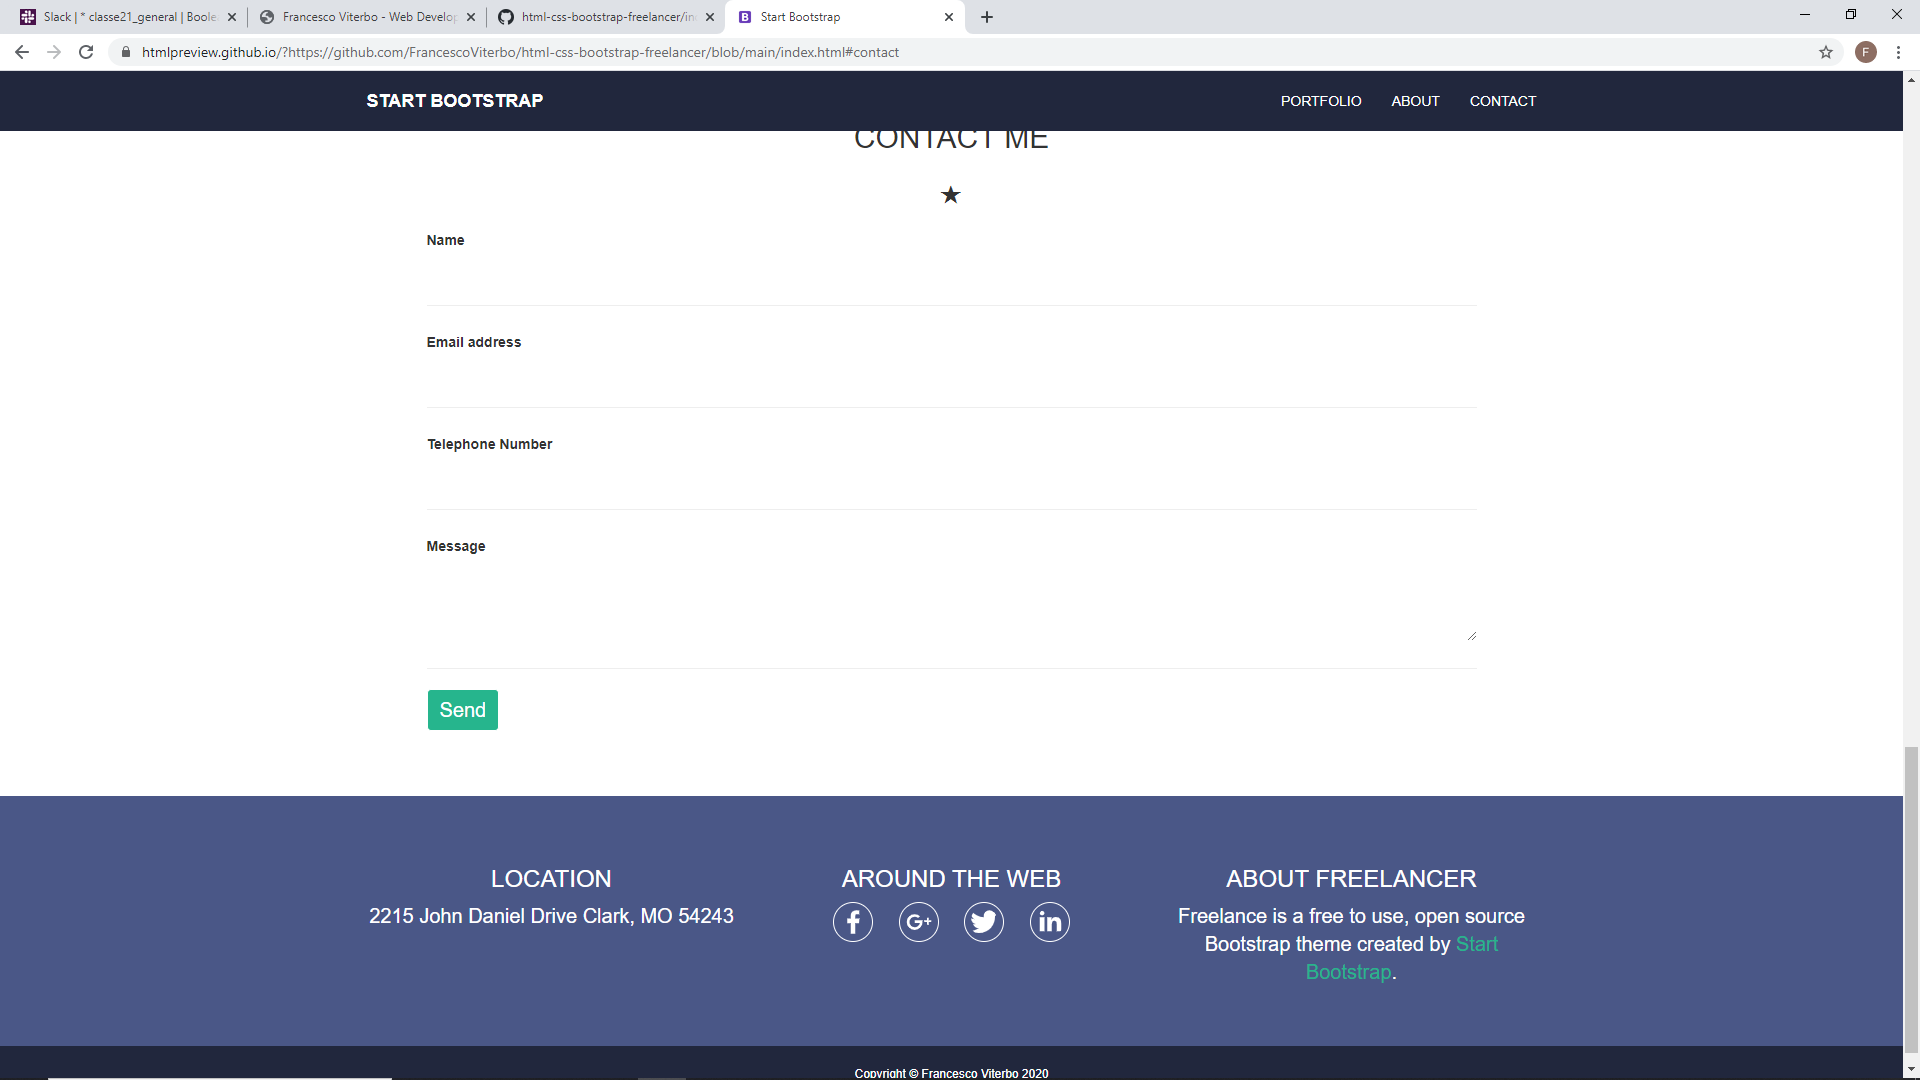 Slack | * classe21_general | Boole
Francesco Viterbo - Web Develop
html-css-bootstrap-freelancer/in
Start Bootstrap
htmlpreview.github.io/?https://github.com/FrancescoViterbo/html-css-bootstrap-freelancer/blob/main/index.html#contact
F
START BOOTSTRAP
PORTFOLIO ABOUT CONTACT
CONTACT ME
Name
Email address
Telephone Number
Message
Send
LOCATION
2215 John Daniel Drive Clark, MO 54243
AROUND THE WEB
ABOUT FREELANCER
Freelance is a free to use, open source
Bootstrap theme created by Start
Bootstrap.
Copyright © Francesco Viterbo 2020